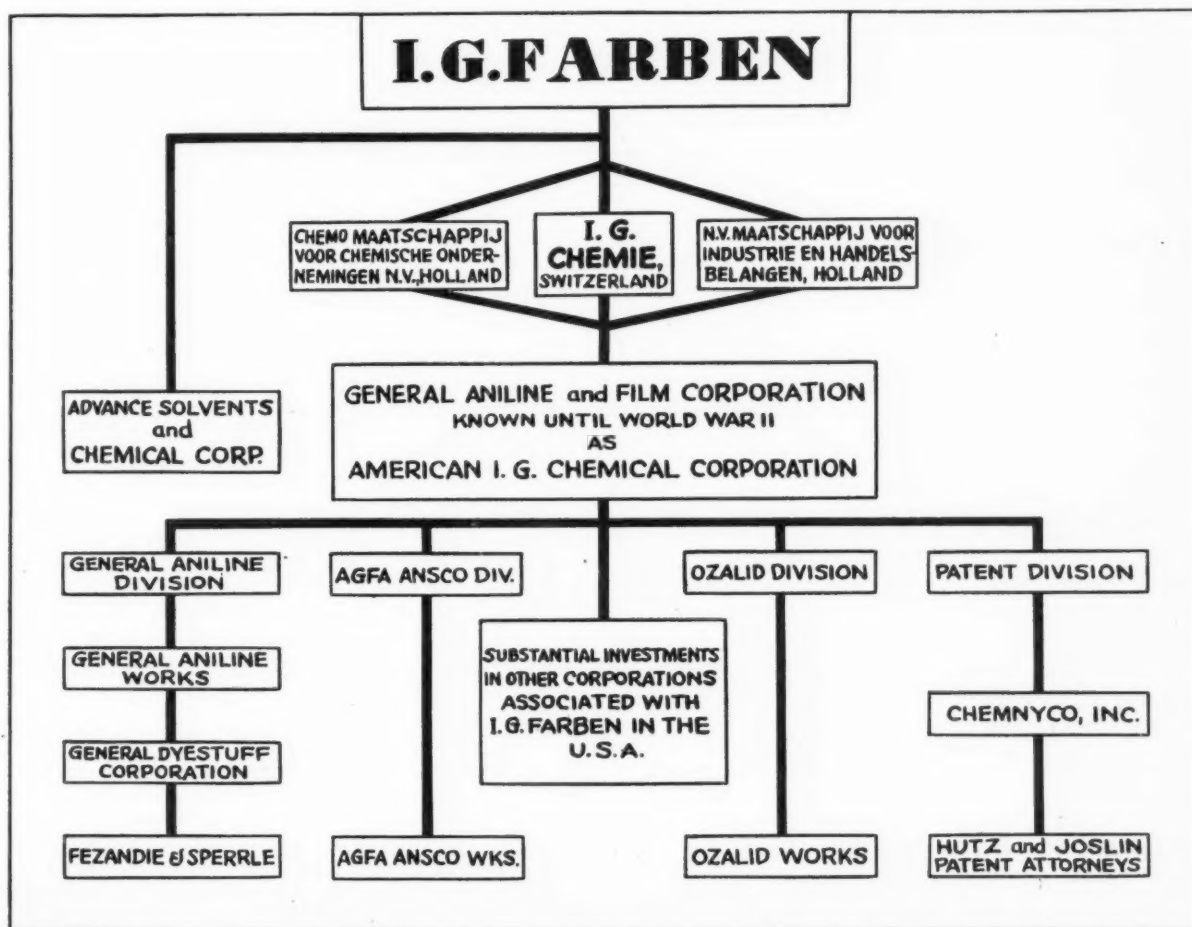 I.G.FARBEN
CHEMO MAATSCHAPPIJ
VOOR CHEMISCHE ONDER-
NEMINGEN N.V., HOLLAND
I. G.
CHEMIE,
SWITZERLAND
N.V. MAATSCHAPPIJ VOOR
INDUSTRIE EN HANDELS-
BELANGEN, HOLLAND
ADVANCE SOLVENTS
and
CHEMICAL CORP.
GENERAL ANILINE and FILM CORPORATION
KNOWN UNTIL WORLD WAR II
AS
AMERICAN I. G. CHEMICAL CORPORATION
GENERAL ANILINE
DIVISION
AGFA ANSCO DIV.
OZALID DIVISION
PATENT DIVISION
SUBSTANTIAL INVESTMENTS
IN OTHER CORPORATIONS
ASSOCIATED WITH
I.G. FARBEN IN THE
U.S.A.
GENERAL ANILINE
WORKS
CHEMNYCO, INC.
GENERAL DYESTUFF
CORPORATION
FEZANDIE & SPERRLE
AGFA ANSCO WKS.
OZALID WORKS
HUTZ and JOSLIN
PATENT ATTORNEYS